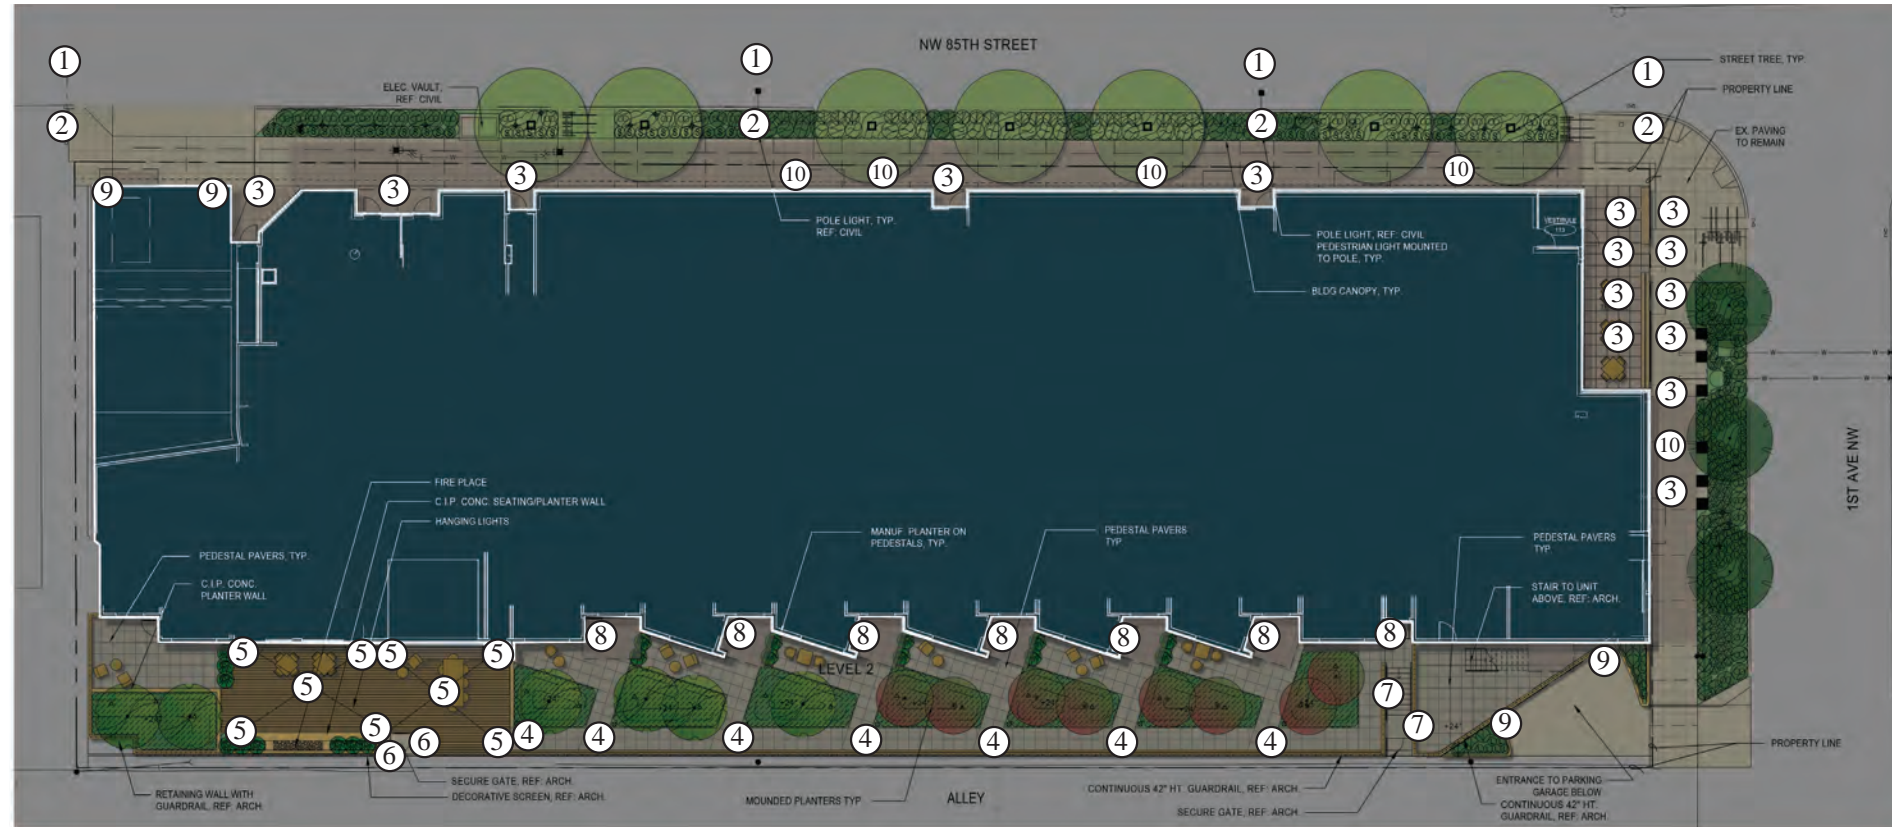 NW 85TH STREET
1
1
1
1
STREET TREE, TYP.
ELEC. VAULT,
REF: CIVIL
PROPERTY LINE
2
2
2
2
EX. PAVING
TO REMAIN
9
9
3
3
3
10
10
3
10
3
10
POLE LIGHT, TYP.
REF: CIVIL
POLE LIGHT, REF: CIVIL
PEDESTRIAN LIGHT MOUNTED
TO POLE, TYP.
VESTIBULE
113
3
3
3
3
BLDG CANOPY, TYP.
3
3
3
3
3
10
3
1ST AVE NW
FIRE PLACE
C.I.P. CONC. SEATING/PLANTER WALL
HANGING LIGHTS
PEDESTAL PAVERS, TYP.
C.I.P. CONC.
PLANTER WALL
MANUF. PLANTER ON
PEDESTALS, TYP.
PEDESTAL PAVERS
TYP
PEDESTAL PAVERS
TYP.
STAIR TO UNIT
ABOVE, REF: ARCH.
8
8
8
8
8
8
8
5
5
5
5
LEVEL 2
9
5
5
7
7
9
+24"
5
5
5
6
6
4
4
4
4
4
4
4
RETAINING WALL WITH
GUARDRAIL, REF: ARCH.
SECURE GATE, REF: ARCH.
DECORATIVE SCREEN, REF: ARCH.
MOUNDED PLANTERS TYP
ALLEY
CONTINUOUS 42" HT. GUARDRAIL, REF: ARCH.
SECURE GATE, REF: ARCH.
PROPERTY LINE
ENTRANCE TO PARKING
GARAGE BELOW
CONTINUOUS 42" HT.
GUARDRAIL, REF: ARCH.